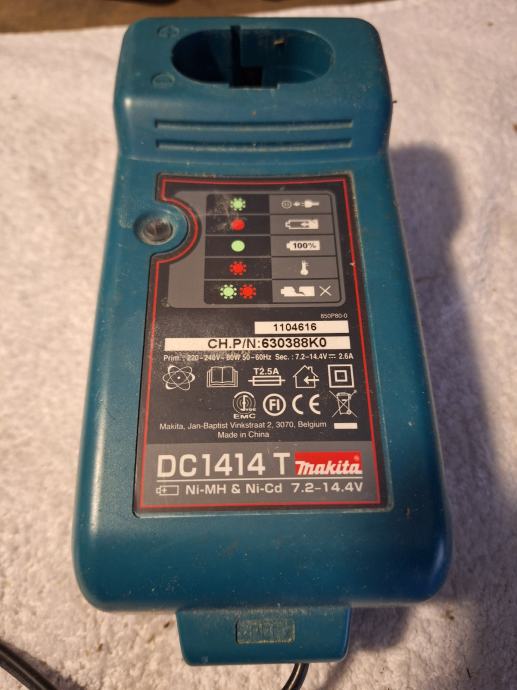 100%
850P80-0
1104616
CH.P/N:630388K0
Prim.: 220-240V~ 80W 50-60Hz Sec.: 7.2-14.4V ⎓ 2.6A
T2.5A
EMC
FI
CE
Makita, Jan-Baptist Vinkstraat 2, 3070, Belgium
Made in China
DC1414 T makita
Ni-MH & Ni-Cd 7.2-14.4V